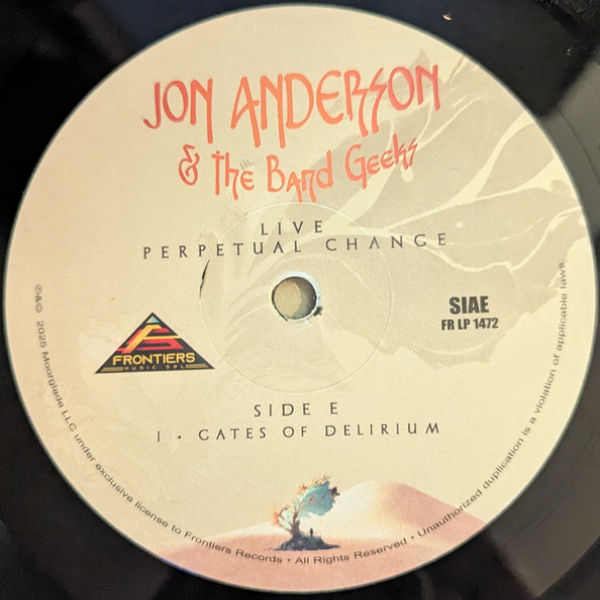 JON ANDERSON
& The Band Geeks
LIVE
PERPETUAL CHANGE
FRONTIERS
MUSIC SRL
SIAE
FR LP 1472
SIDE E
1 . GATES OF DELIRIUM
℗&© 2025 Moorglade LLC under exclusive license to Frontiers Records • All Rights Reserved • Unauthorized duplication is a violation of applicable laws